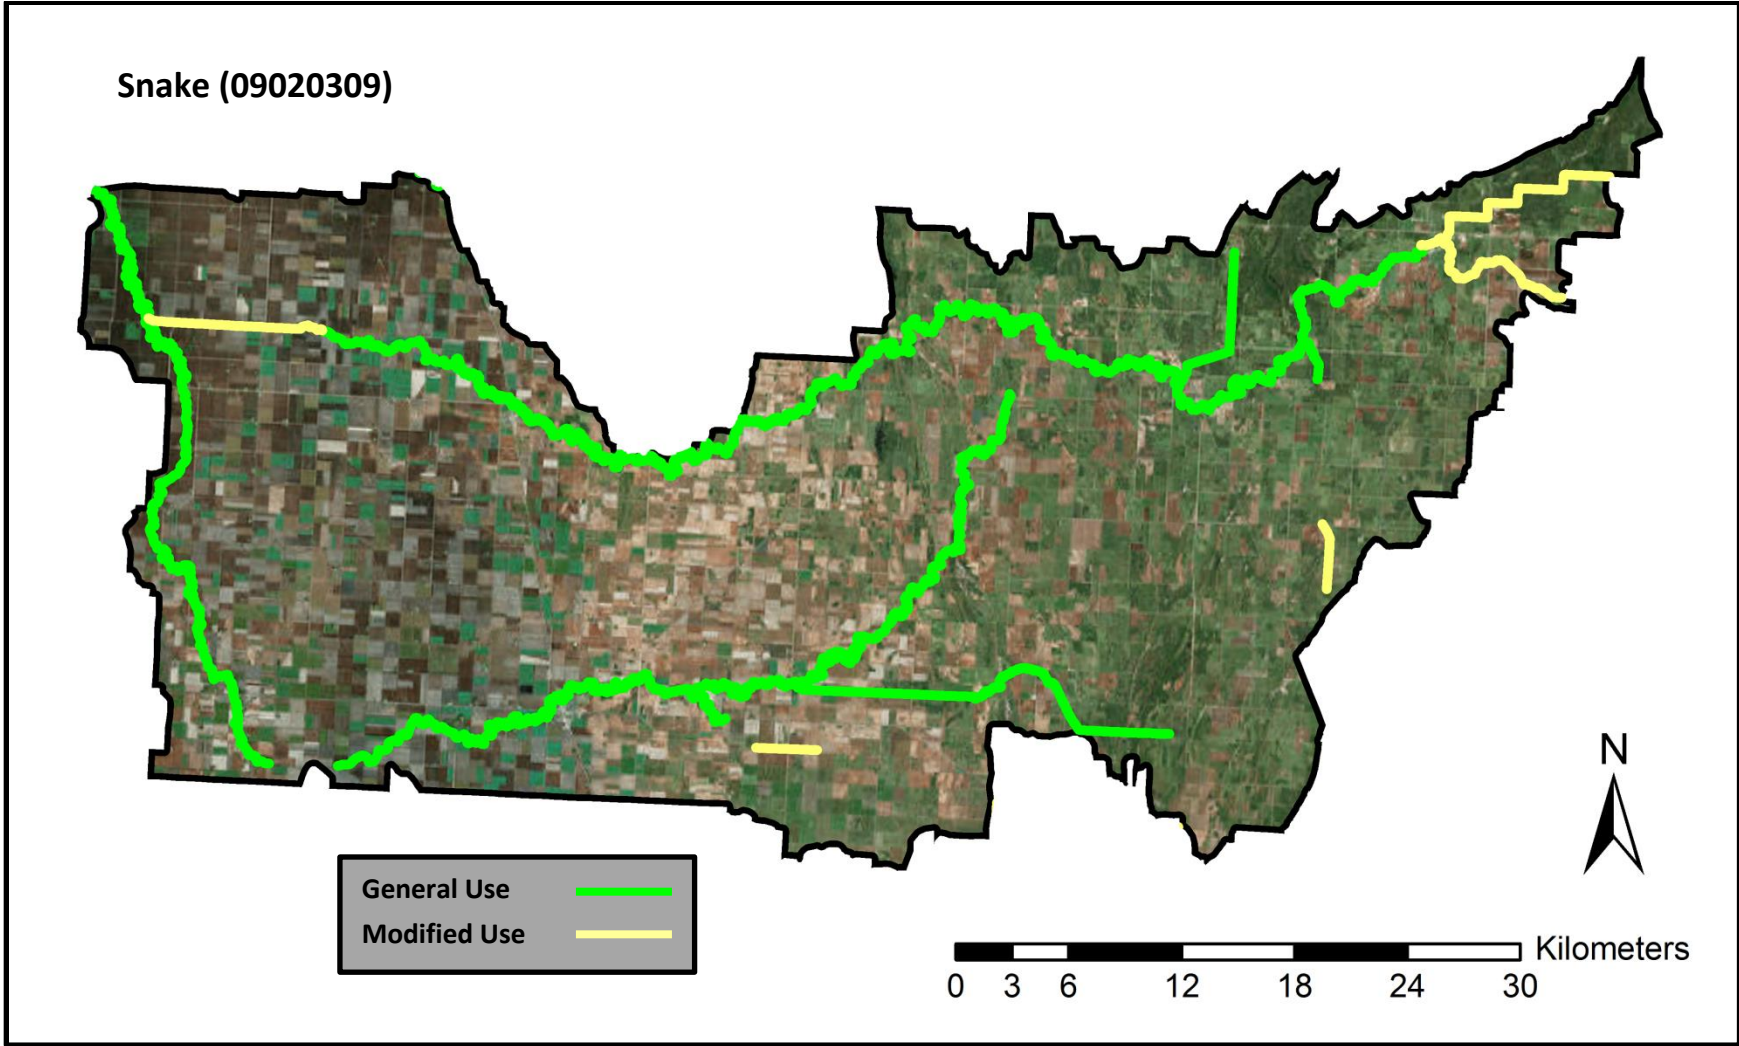 Snake (09020309)
N
General Use
Modified Use
Kilometers
0 3 6 12 18 24 30